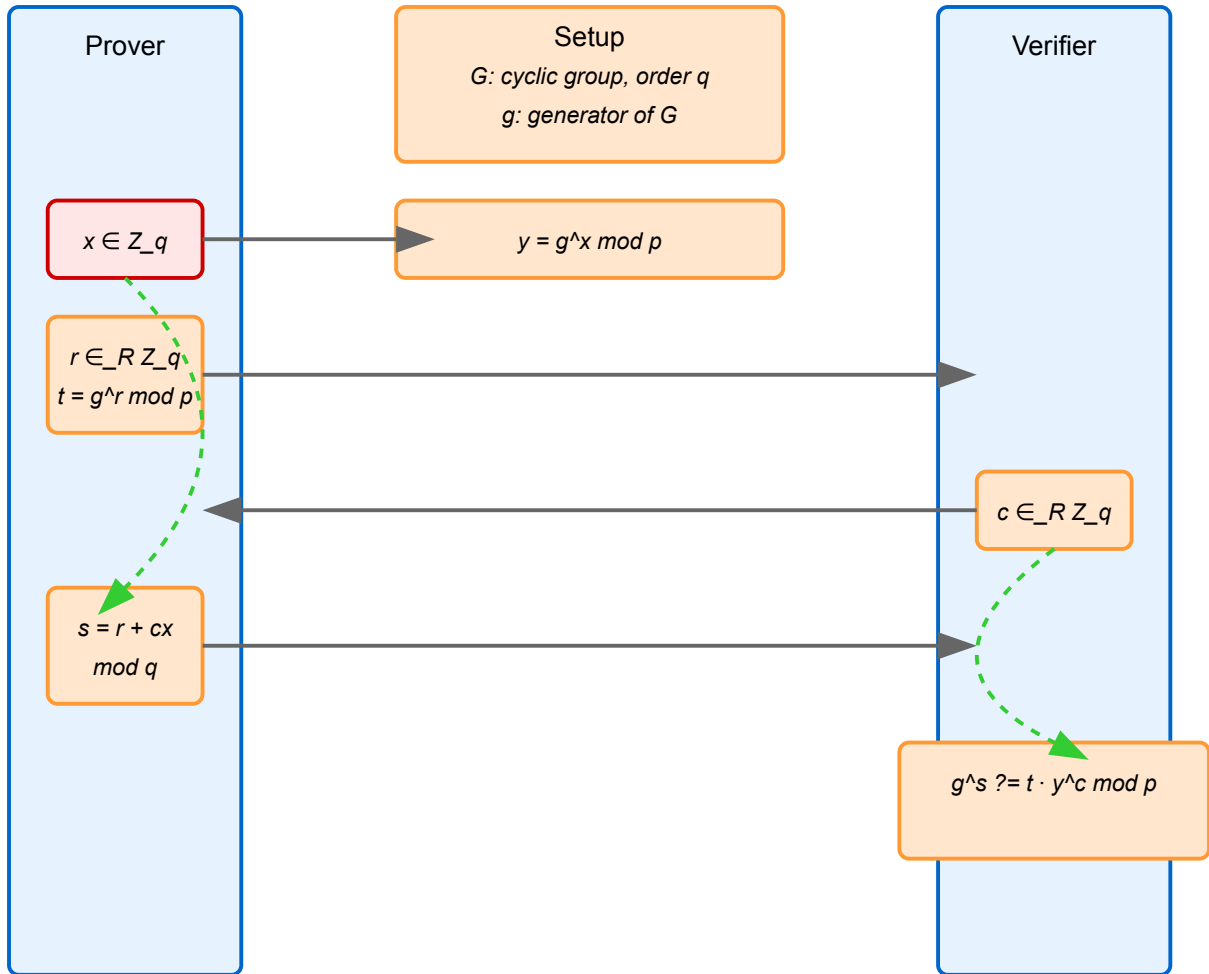 Prover
Setup
Verifier
G: cyclic group, order q
g: generator of G
x ∈ Z_q
y = g^x mod p
r ∈_R Z_q
t = g^r mod p
c ∈_R Z_q
s = r + cx
mod q
g^s ?= t · y^c mod p